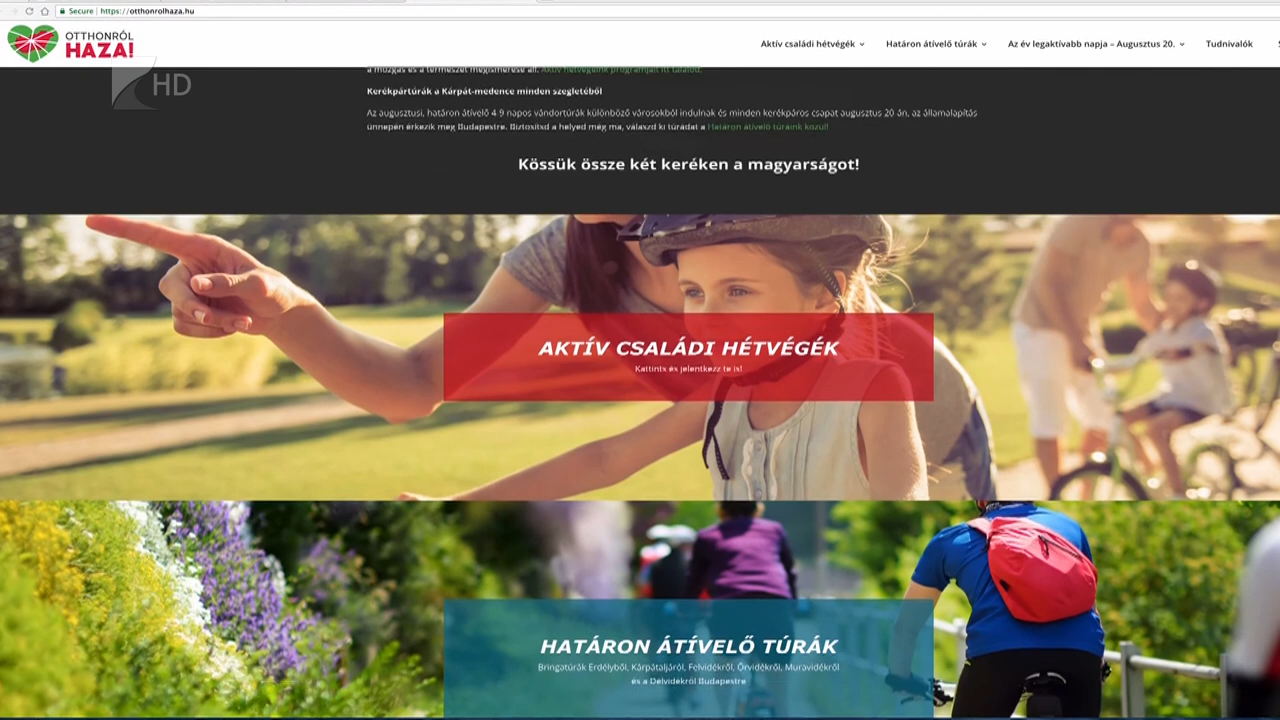 Secure | https://otthonrolhaza.hu
OTTHONRÓL
HAZA!
Aktív családi hétvégék
Határon átívelő túrák
Az év legaktívabb napja – Augusztus 20.
Tudnivalók
HD
a mozgás és a természet megismerése áll. Aktív hétvégéink programjait itt találod.
Kerékpártúrák a Kárpát-medence minden szegletéből
Az augusztusi, határon átívelő 4-9 napos vándortúrák különböző városokból indulnak és minden kerékpáros csapat augusztus 20-án, az államalapítás
ünnepén érkezik meg Budapestre. Biztosítsd a helyed még ma, válaszd ki túrádat a Határon átívelő túráink közül!
Kössük össze két keréken a magyarságot!
AKTÍV CSALÁDI HÉTVÉGÉK
Kattints és jelentkezz te is!
HATÁRON ÁTÍVELŐ TÚRÁK
Bringatúrák Erdélyből, Kárpátaljáról, Felvidékről, Őrvidékről, Muravidékről
és a Délvidékről Budapestre